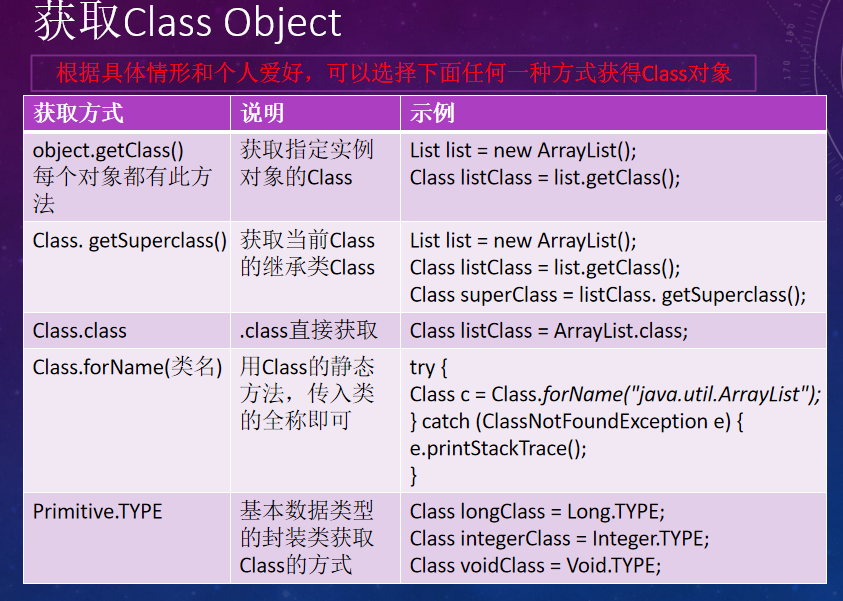 获取Class Object
根据具体情形和个人爱好，可以选择下面任何一种方式获得Class对象
获取方式
说明
示例
object.getClass()
每个对象都有此方
法
获取指定实例
对象的Class
List list = new ArrayList();
Class listClass = list.getClass();
Class. getSuperclass()
获取当前Class
的继承类Class
List list = new ArrayList();
Class listClass = list.getClass();
Class superClass = listClass. getSuperclass();
Class.class
.class直接获取
Class listClass = ArrayList.class;
Class.forName(类名)
用Class的静态
方法，传入类
的全称即可
try {
Class c = Class.forName("java.util.ArrayList");
} catch (ClassNotFoundException e) {
e.printStackTrace();
}
Primitive.TYPE
基本数据类型
的封装类获取
Class的方式
Class longClass = Long.TYPE;
Class integerClass = Integer.TYPE;
Class voidClass = Void.TYPE;